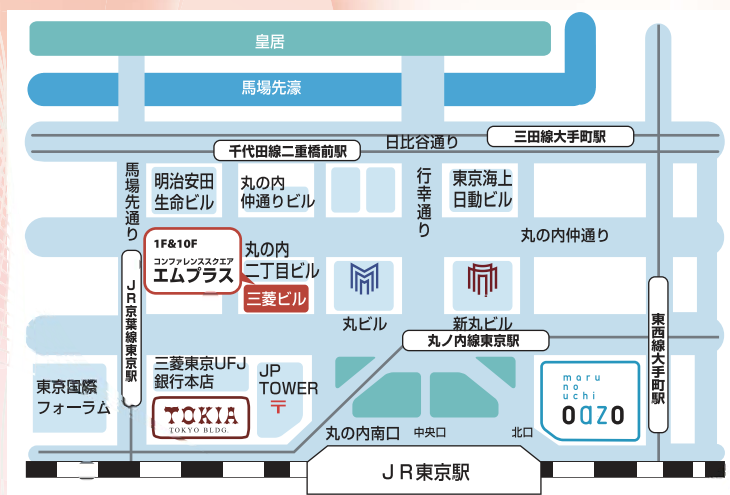 皇居
馬場先濠
三田線大手町駅
日比谷通り
千代田線二重橋前駅
馬場先通り
明治安田
生命ビル
丸の内
仲通りビル
行幸通り
東京海上
日動ビル
丸の内仲通り
1F&10F
コンファレンススクエア
エムプラス
丸の内
二丁目ビル
三菱ビル
丸ビル
新丸ビル
JR京葉線東京駅
丸ノ内線東京駅
東西線大手町駅
東京国際
フォーラム
三菱東京UFJ
銀行本店
TOKIA
TOKYO BLDG.
JP
TOWER
〒
maru
no
uchi
oazo
丸の内南口
中央口
北口
JR東京駅